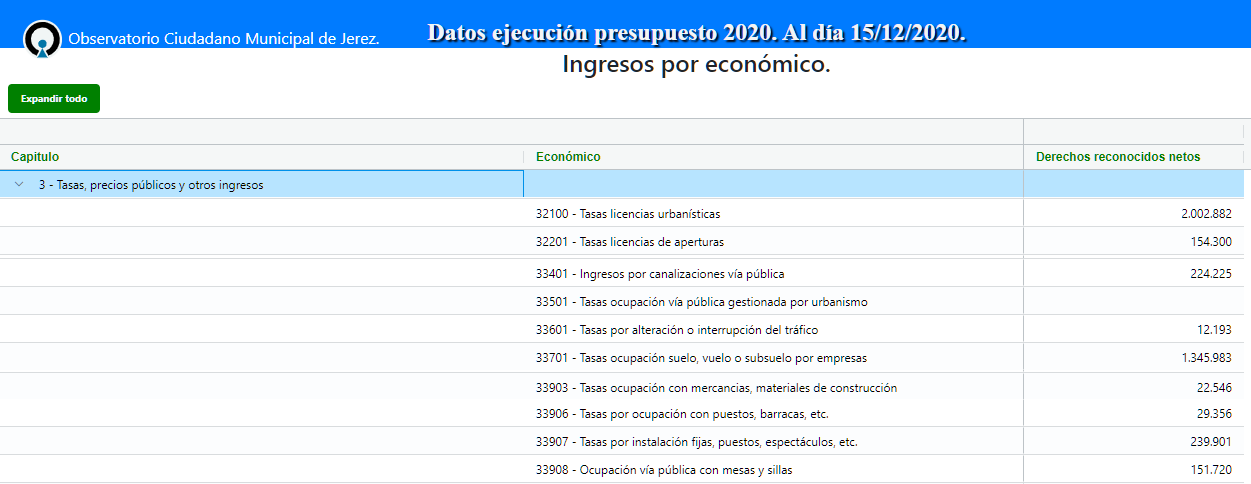 Observatorio Ciudadano Municipal de Jerez.
Datos ejecución presupuesto 2020. Al día 15/12/2020.
Ingresos por económico.
Expandir todo
Capitulo Económico Derechos reconocidos netos
3 - Tasas, precios públicos y otros ingresos
32100 - Tasas licencias urbanísticas 2.002.882
32201 - Tasas licencias de aperturas 154.300
33401 - Ingresos por canalizaciones vía pública 224.225
33501 - Tasas ocupación vía pública gestionada por urbanismo
33601 - Tasas por alteración o interrupción del tráfico 12.193
33701 - Tasas ocupación suelo, vuelo o subsuelo por empresas 1.345.983
33903 - Tasas ocupación con mercancias, materiales de construcción 22.546
33906 - Tasas por ocupación con puestos, barracas, etc. 29.356
33907 - Tasas por instalación fijas, puestos, espectáculos, etc. 239.901
33908 - Ocupación vía pública con mesas y sillas 151.720